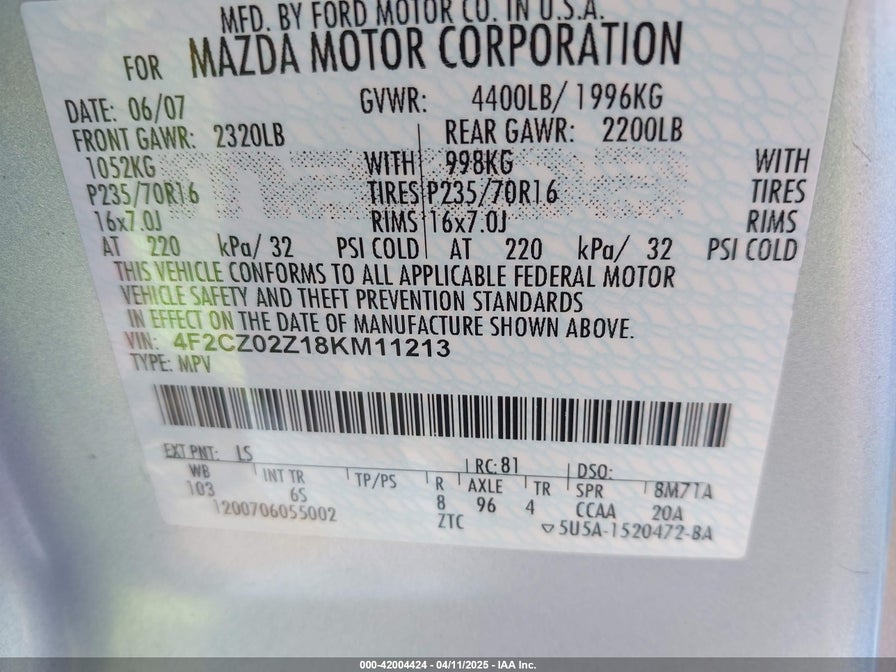 MFD. BY FORD MOTOR CO. IN U.S.A.
FOR MAZDA MOTOR CORPORATION
DATE: 06/07 GVWR: 4400LB/ 1996KG
FRONT GAWR: 2320LB REAR GAWR: 2200LB
1052KG WITH 998KG WITH
P235/70R16 TIRES P235/70R16 TIRES
16x7.0J RIMS 16x7.0J RIMS
AT 220 kPa/ 32 PSI COLD AT 220 kPa/ 32 PSI COLD
THIS VEHICLE CONFORMS TO ALL APPLICABLE FEDERAL MOTOR
VEHICLE SAFETY AND THEFT PREVENTION STANDARDS
IN EFFECT ON THE DATE OF MANUFACTURE SHOWN ABOVE.
VIN: 4F2CZ02Z18KM11213
TYPE: MPV
EXT PNT: LS RC: 81 DSO:
WB INT TR TP/PS R AXLE TR SPR 8M71A
103 6S 8 96 4 CCAA 20A
1200706055002 ZTC ▽5U5A-1520472-BA
000-42004424 - 04/11/2025 - IAA Inc.